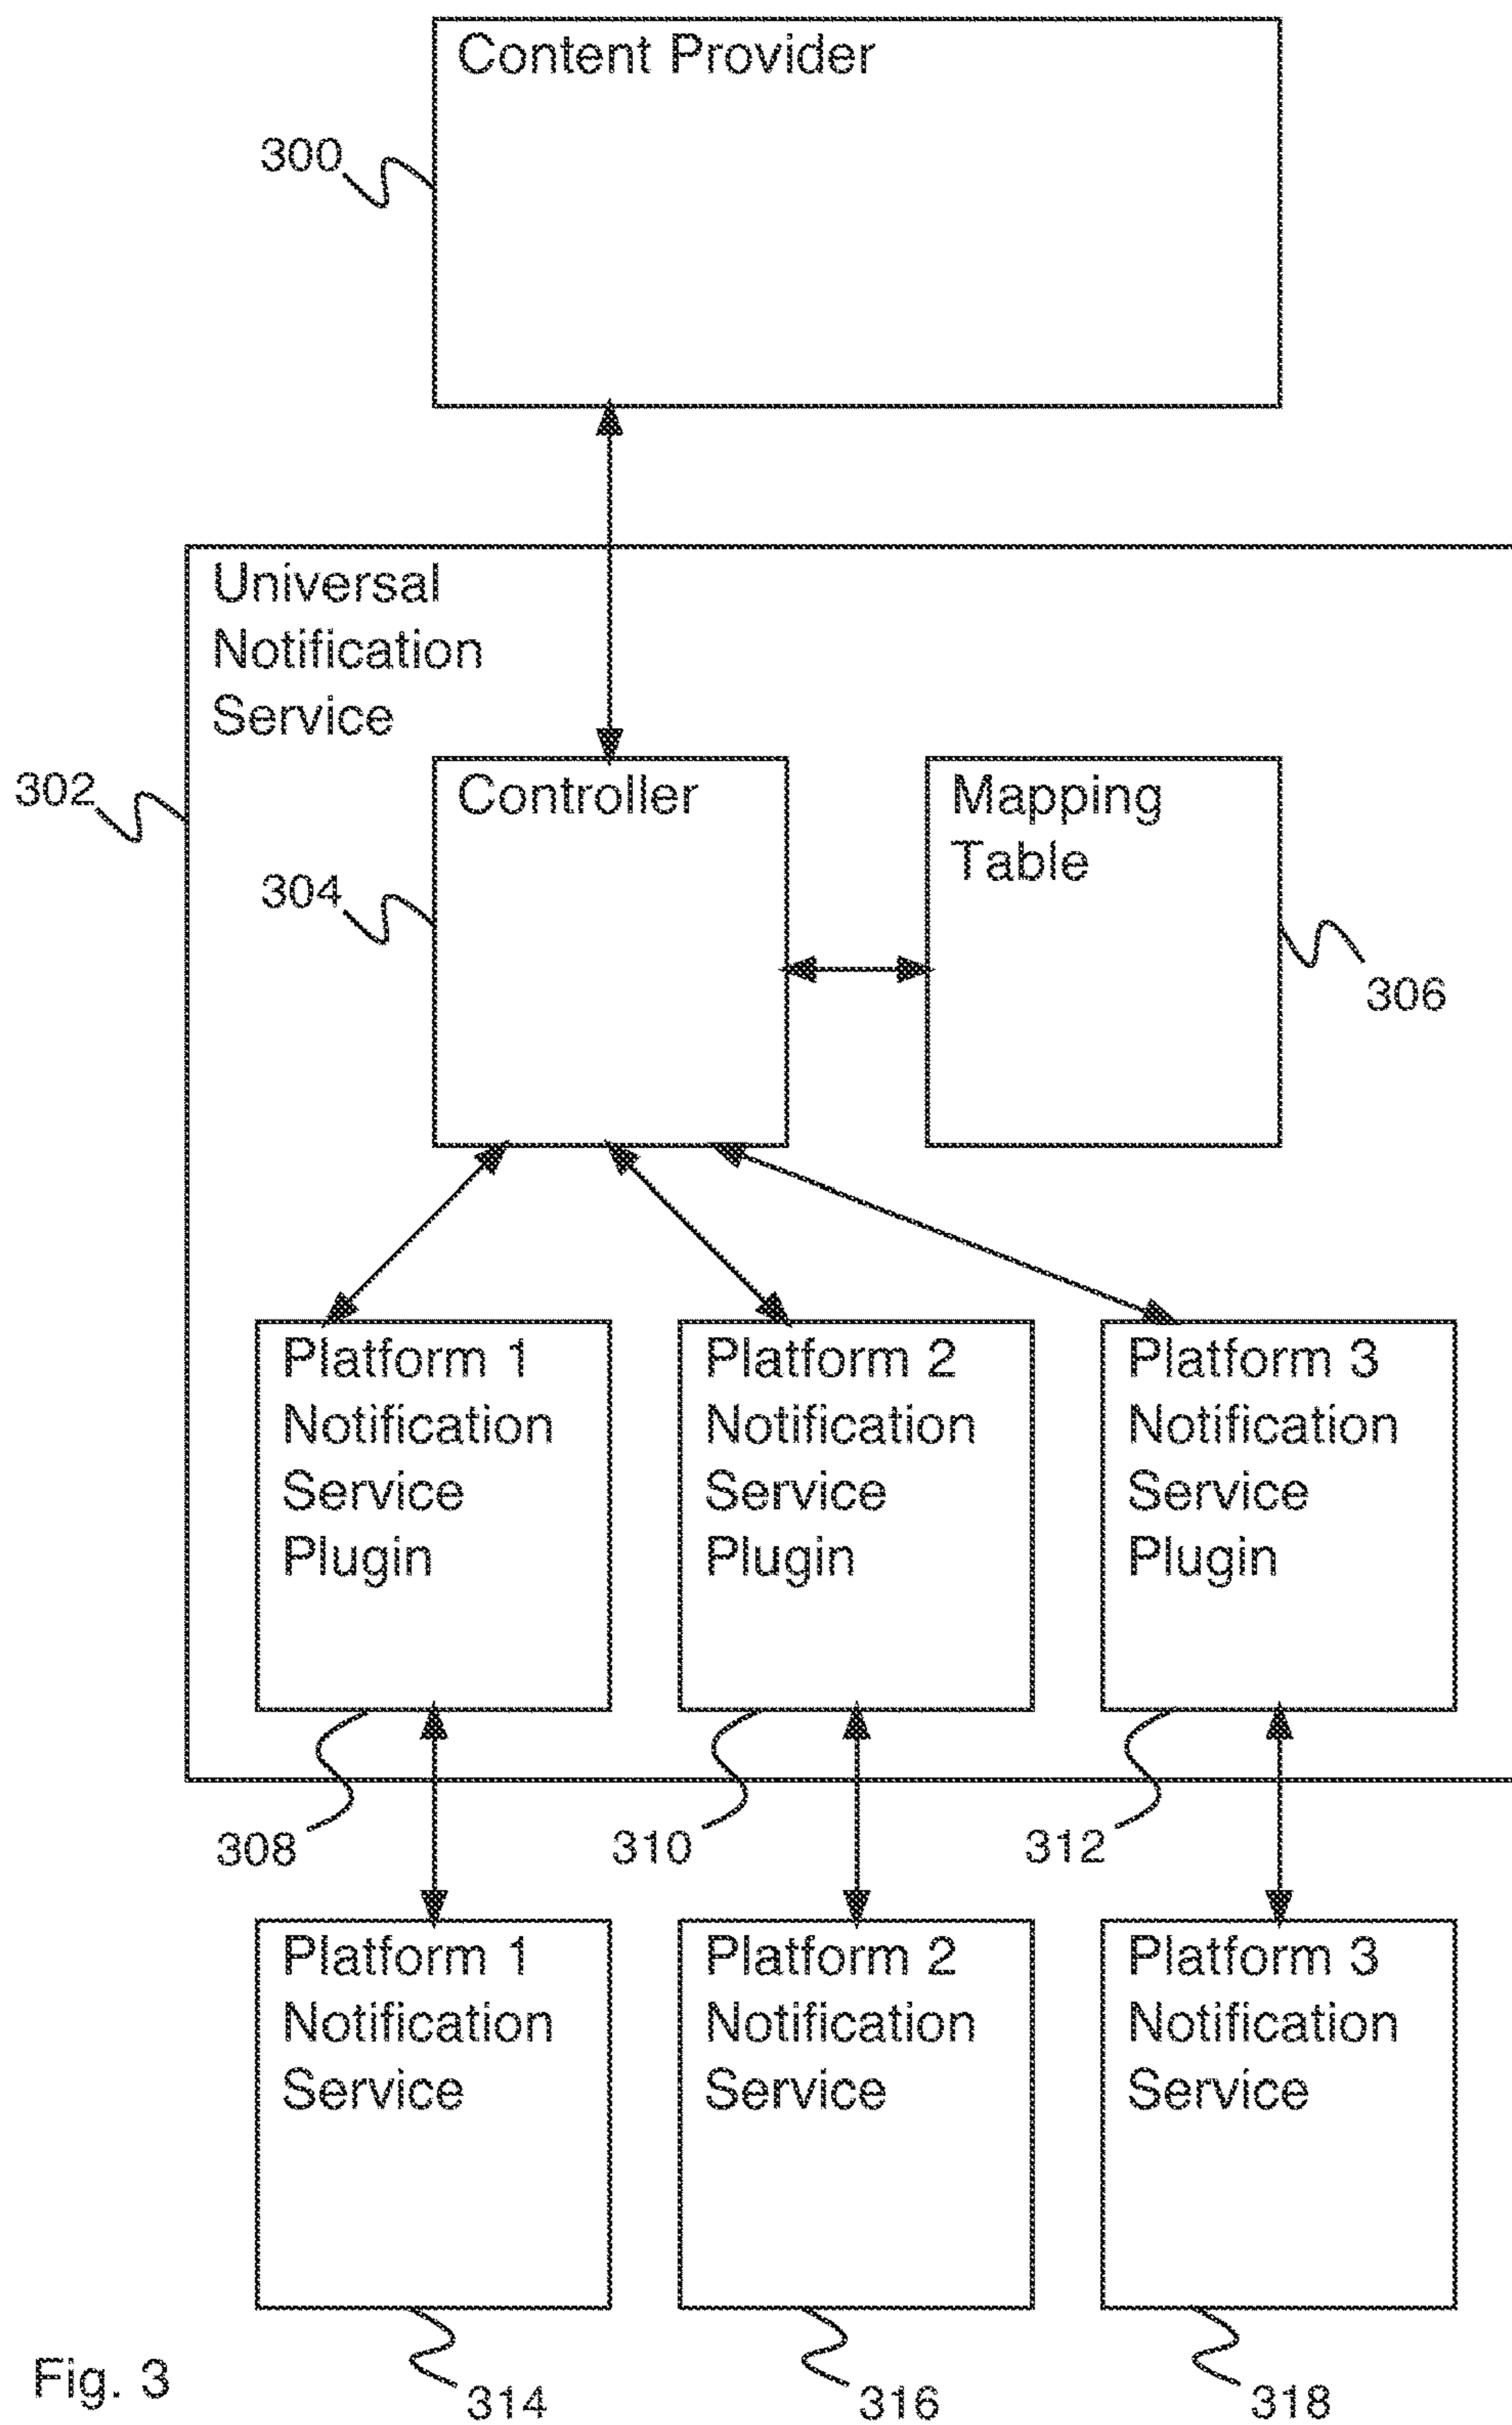 Content Provider
300
Universal
Notification
Service
302
Controller
304
Mapping
Table
306
Platform 1
Notification
Service
Plugin
Platform 2
Notification
Service
Plugin
Platform 3
Notification
Service
Plugin
308
310
312
Platform 1
Notification
Service
Platform 2
Notification
Service
Platform 3
Notification
Service
314
316
318
Fig. 3